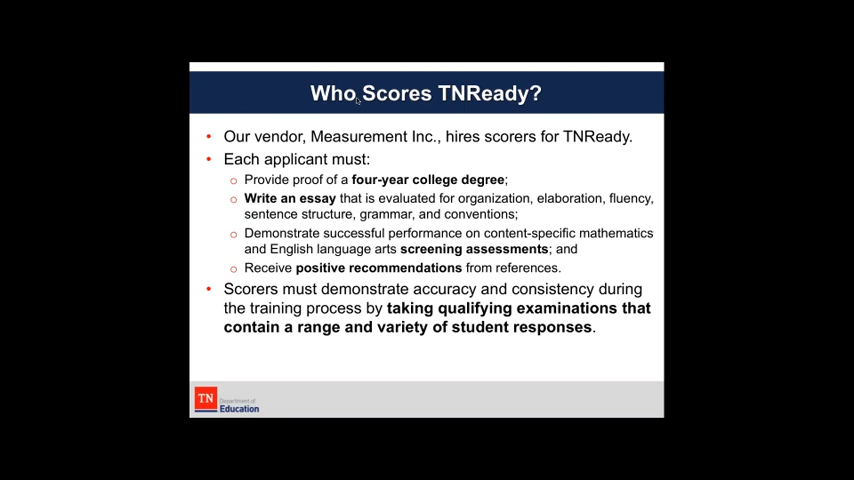 Who Scores TNReady?
• Our vendor, Measurement Inc., hires scorers for TNReady.
• Each applicant must:
o Provide proof of a four-year college degree;
o Write an essay that is evaluated for organization, elaboration, fluency,
sentence structure, grammar, and conventions;
o Demonstrate successful performance on content-specific mathematics
and English language arts screening assessments; and
o Receive positive recommendations from references.
• Scorers must demonstrate accuracy and consistency during
the training process by taking qualifying examinations that
contain a range and variety of student responses.
TN
Department of
Education